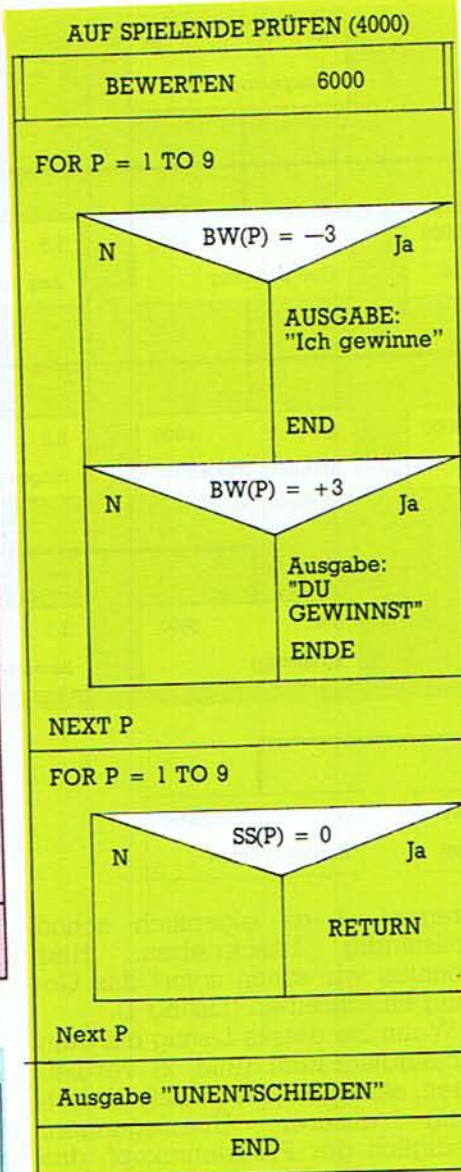 AUF SPIELENDE PRÜFEN (4000)
BEWERTEN 6000
FOR P = 1 TO 9
N BW(P) = —3 Ja
AUSGABE:
"Ich gewinne"
END
N BW(P) = +3 Ja
Ausgabe:
"DU
GEWINNST"
ENDE
NEXT P
FOR P = 1 TO 9
N SS(P) = 0 Ja
RETURN
Next P
Ausgabe "UNENTSCHIEDEN"
END